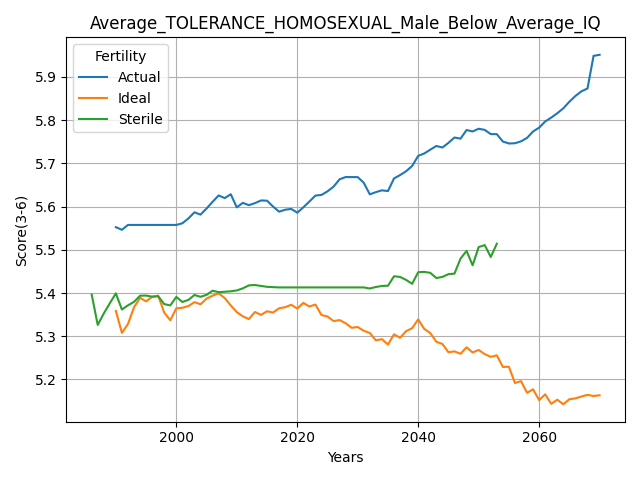 Average_TOLERANCE_HOMOSEXUAL_Male_Below_Average_IQ
Fertility
Actual
Ideal
Sterile
Score(3-6)
5.9
5.8
5.7
5.6
5.5
5.4
5.3
5.2
2000 2020 2040 2060
Years